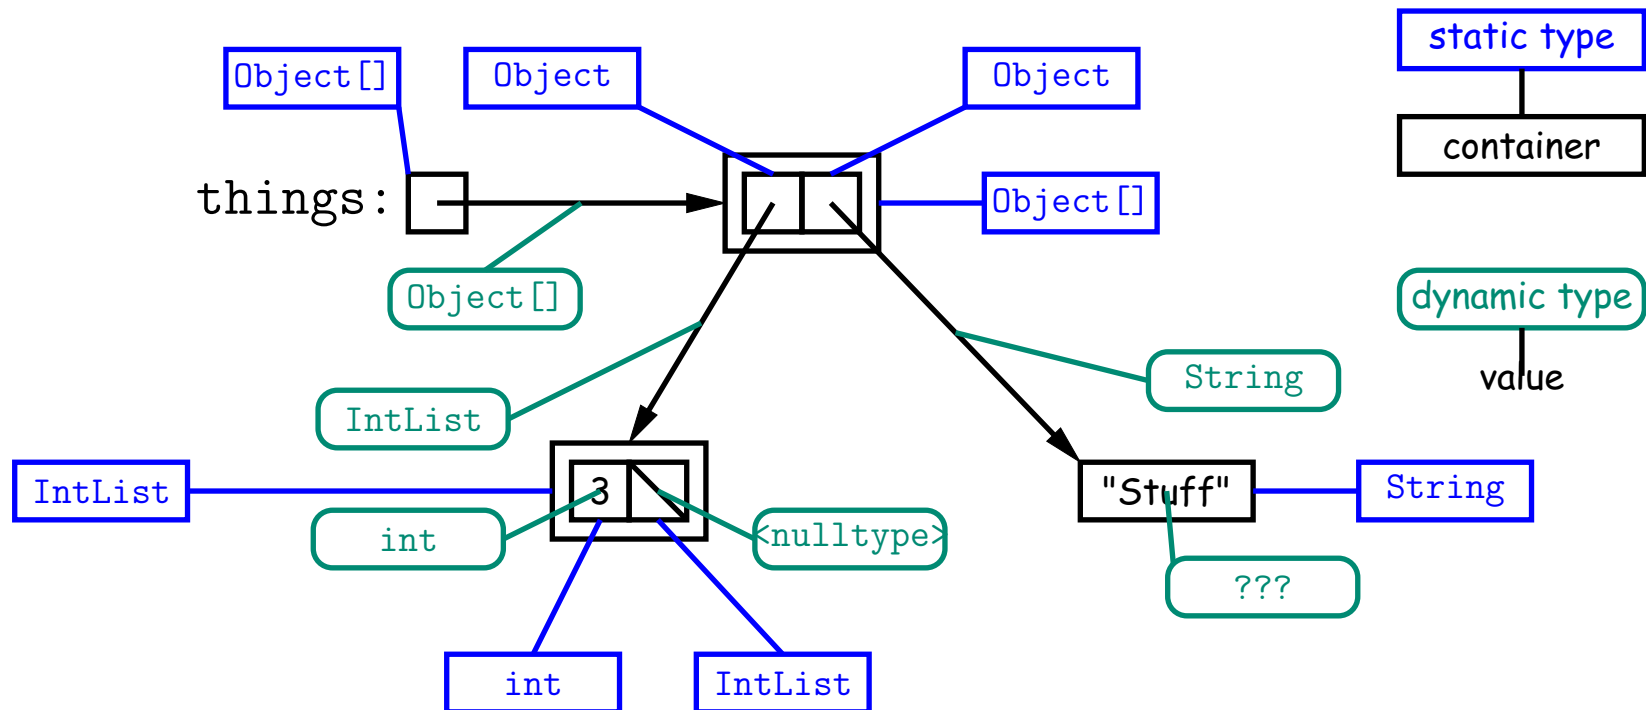 static type
Object[]
Object
Object
container
things:
Object[]
Object[]
dynamic type
String
value
IntList
IntList
3
"Stuff"
String
int
<nulltype>
???
int
IntList